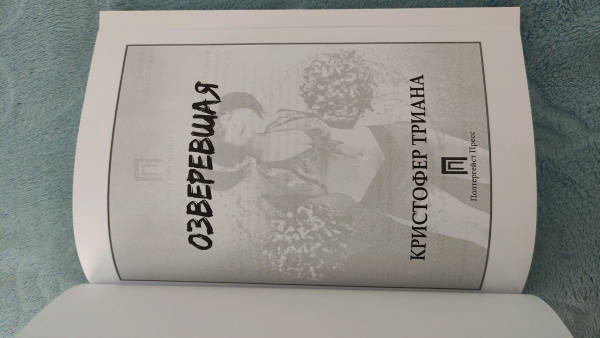 ОЗВЕРЕВШАЯ
КРИСТОФЕР ТРИАНА
Полтергейст Пресс